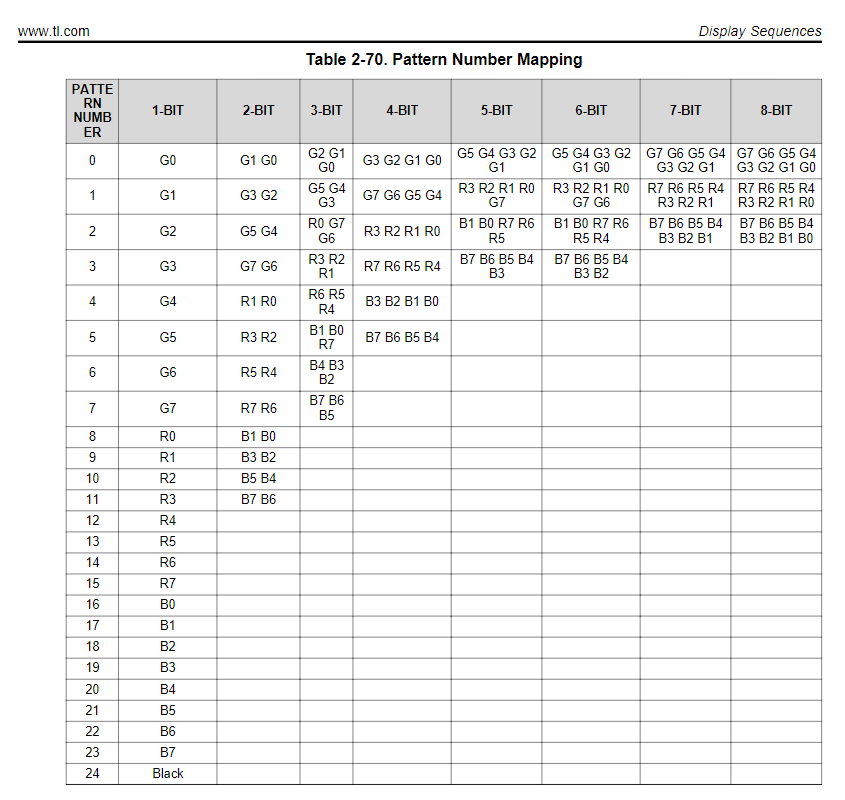 www.tl.com Display Sequences
Table 2-70. Pattern Number Mapping
PATTE
RN
NUMB
ER 1-BIT 2-BIT 3-BIT 4-BIT 5-BIT 6-BIT 7-BIT 8-BIT
0 G0 G1 G0 G2 G1
G0 G3 G2 G1 G0 G5 G4 G3 G2
G1 G5 G4 G3 G2
G1 G0 G7 G6 G5 G4
G3 G2 G1 G7 G6 G5 G4
G3 G2 G1 G0
1 G1 G3 G2 G5 G4
G3 G7 G6 G5 G4 R3 R2 R1 R0
G7 R3 R2 R1 R0
G7 G6 R7 R6 R5 R4
R3 R2 R1 R7 R6 R5 R4
R3 R2 R1 R0
2 G2 G5 G4 R0 G7
G6 R3 R2 R1 R0 B1 B0 R7 R6
R5 B1 B0 R7 R6
R5 R4 B7 B6 B5 B4
B3 B2 B1 B7 B6 B5 B4
B3 B2 B1 B0
3 G3 G7 G6 R3 R2
R1 R7 R6 R5 R4 B7 B6 B5 B4
B3 B7 B6 B5 B4
B3 B2
4 G4 R1 R0 R6 R5
R4 B3 B2 B1 B0
5 G5 R3 R2 B1 B0
R7 B7 B6 B5 B4
6 G6 R5 R4 B4 B3
B2
7 G7 R7 R6 B7 B6
B5
8 R0 B1 B0
9 R1 B3 B2
10 R2 B5 B4
11 R3 B7 B6
12 R4
13 R5
14 R6
15 R7
16 B0
17 B1
18 B2
19 B3
20 B4
21 B5
22 B6
23 B7
24 Black